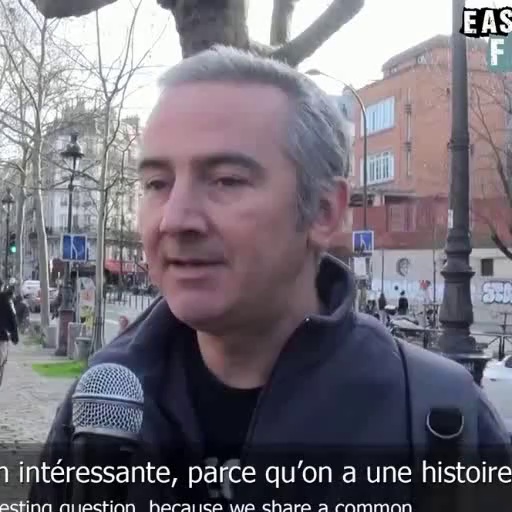 EAS
F
n intéressante, parce qu'on a une histoire
esting question, because we share a common